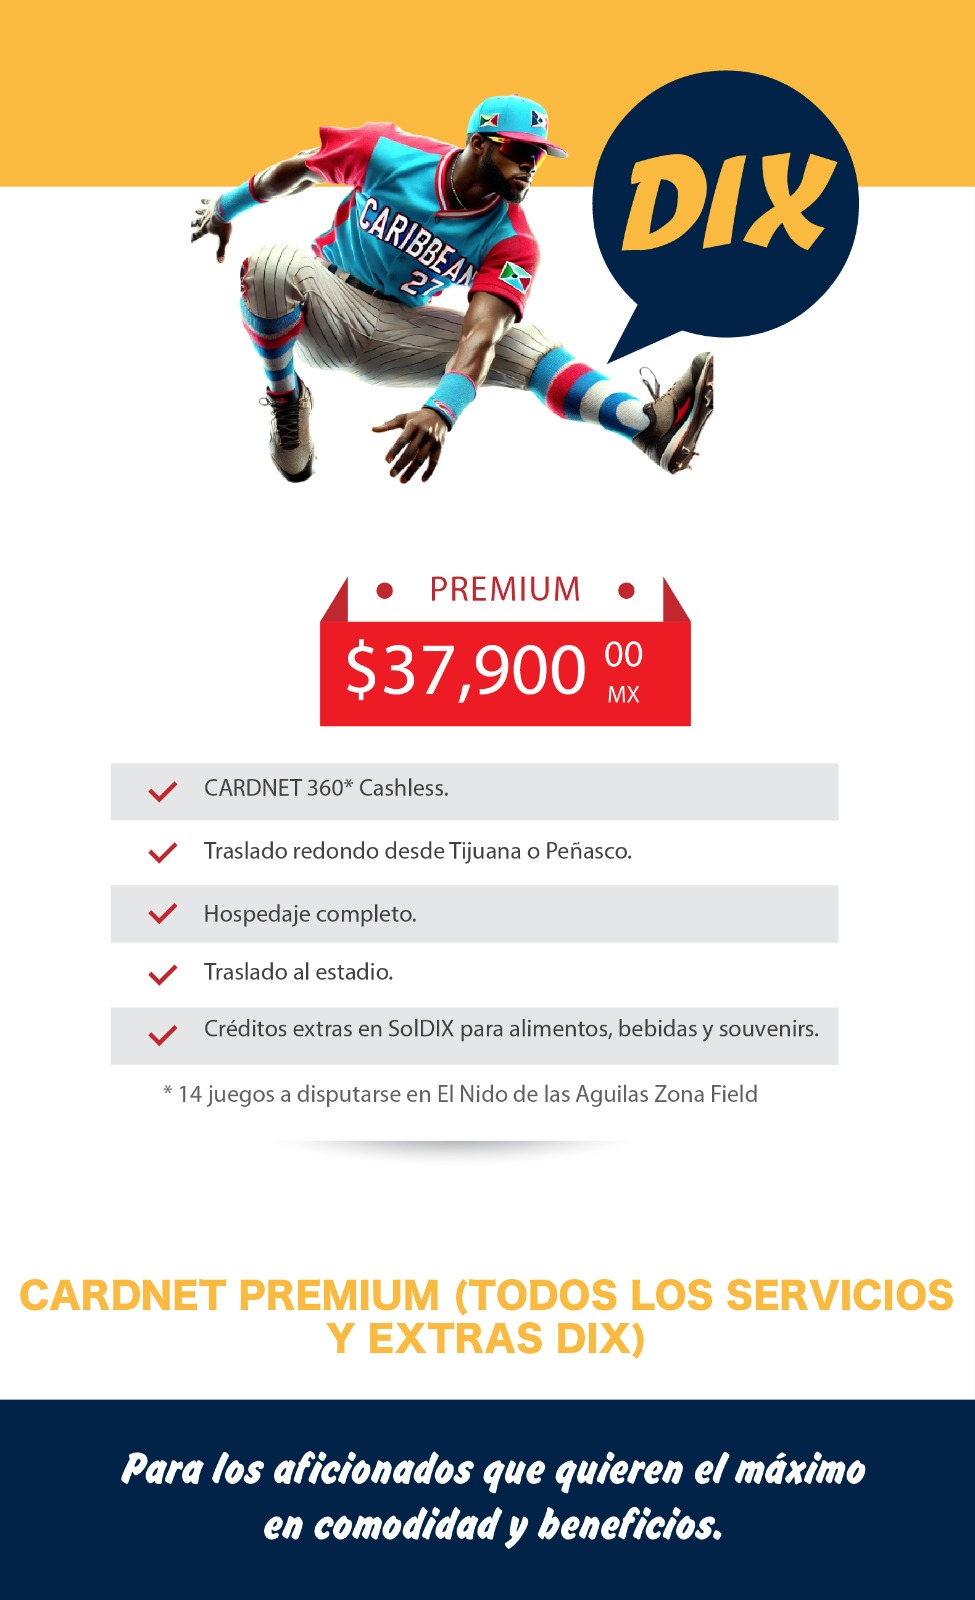 DIX
CARIBBEAN
27
PREMIUM
$37,900 00
MX
CARDNET 360* Cashless.
Traslado redondo desde Tijuana o Peñasco.
Hospedaje completo.
Traslado al estadio.
Créditos extras en SolDIX para alimentos, bebidas y souvenirs.
* 14 juegos a disputarse en El Nido de las Aguilas Zona Field
CARDNET PREMIUM (TODOS LOS SERVICIOS
Y EXTRAS DIX)
Para los aficionados que quieren el máximo
en comodidad y beneficios.